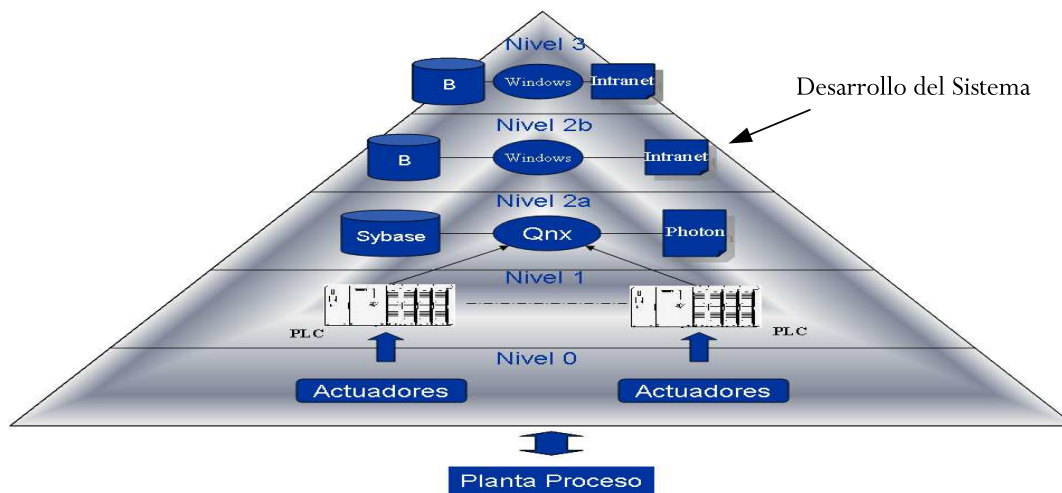 Nivel 3
B
Windows
Intranet
Desarrollo del Sistema
Nivel 2b
B
Windows
Intranet
Nivel 2a
Sybase
Qnx
Photon
Nivel 1
PLC
PLC
Nivel 0
Actuadores
Actuadores
Planta Proceso